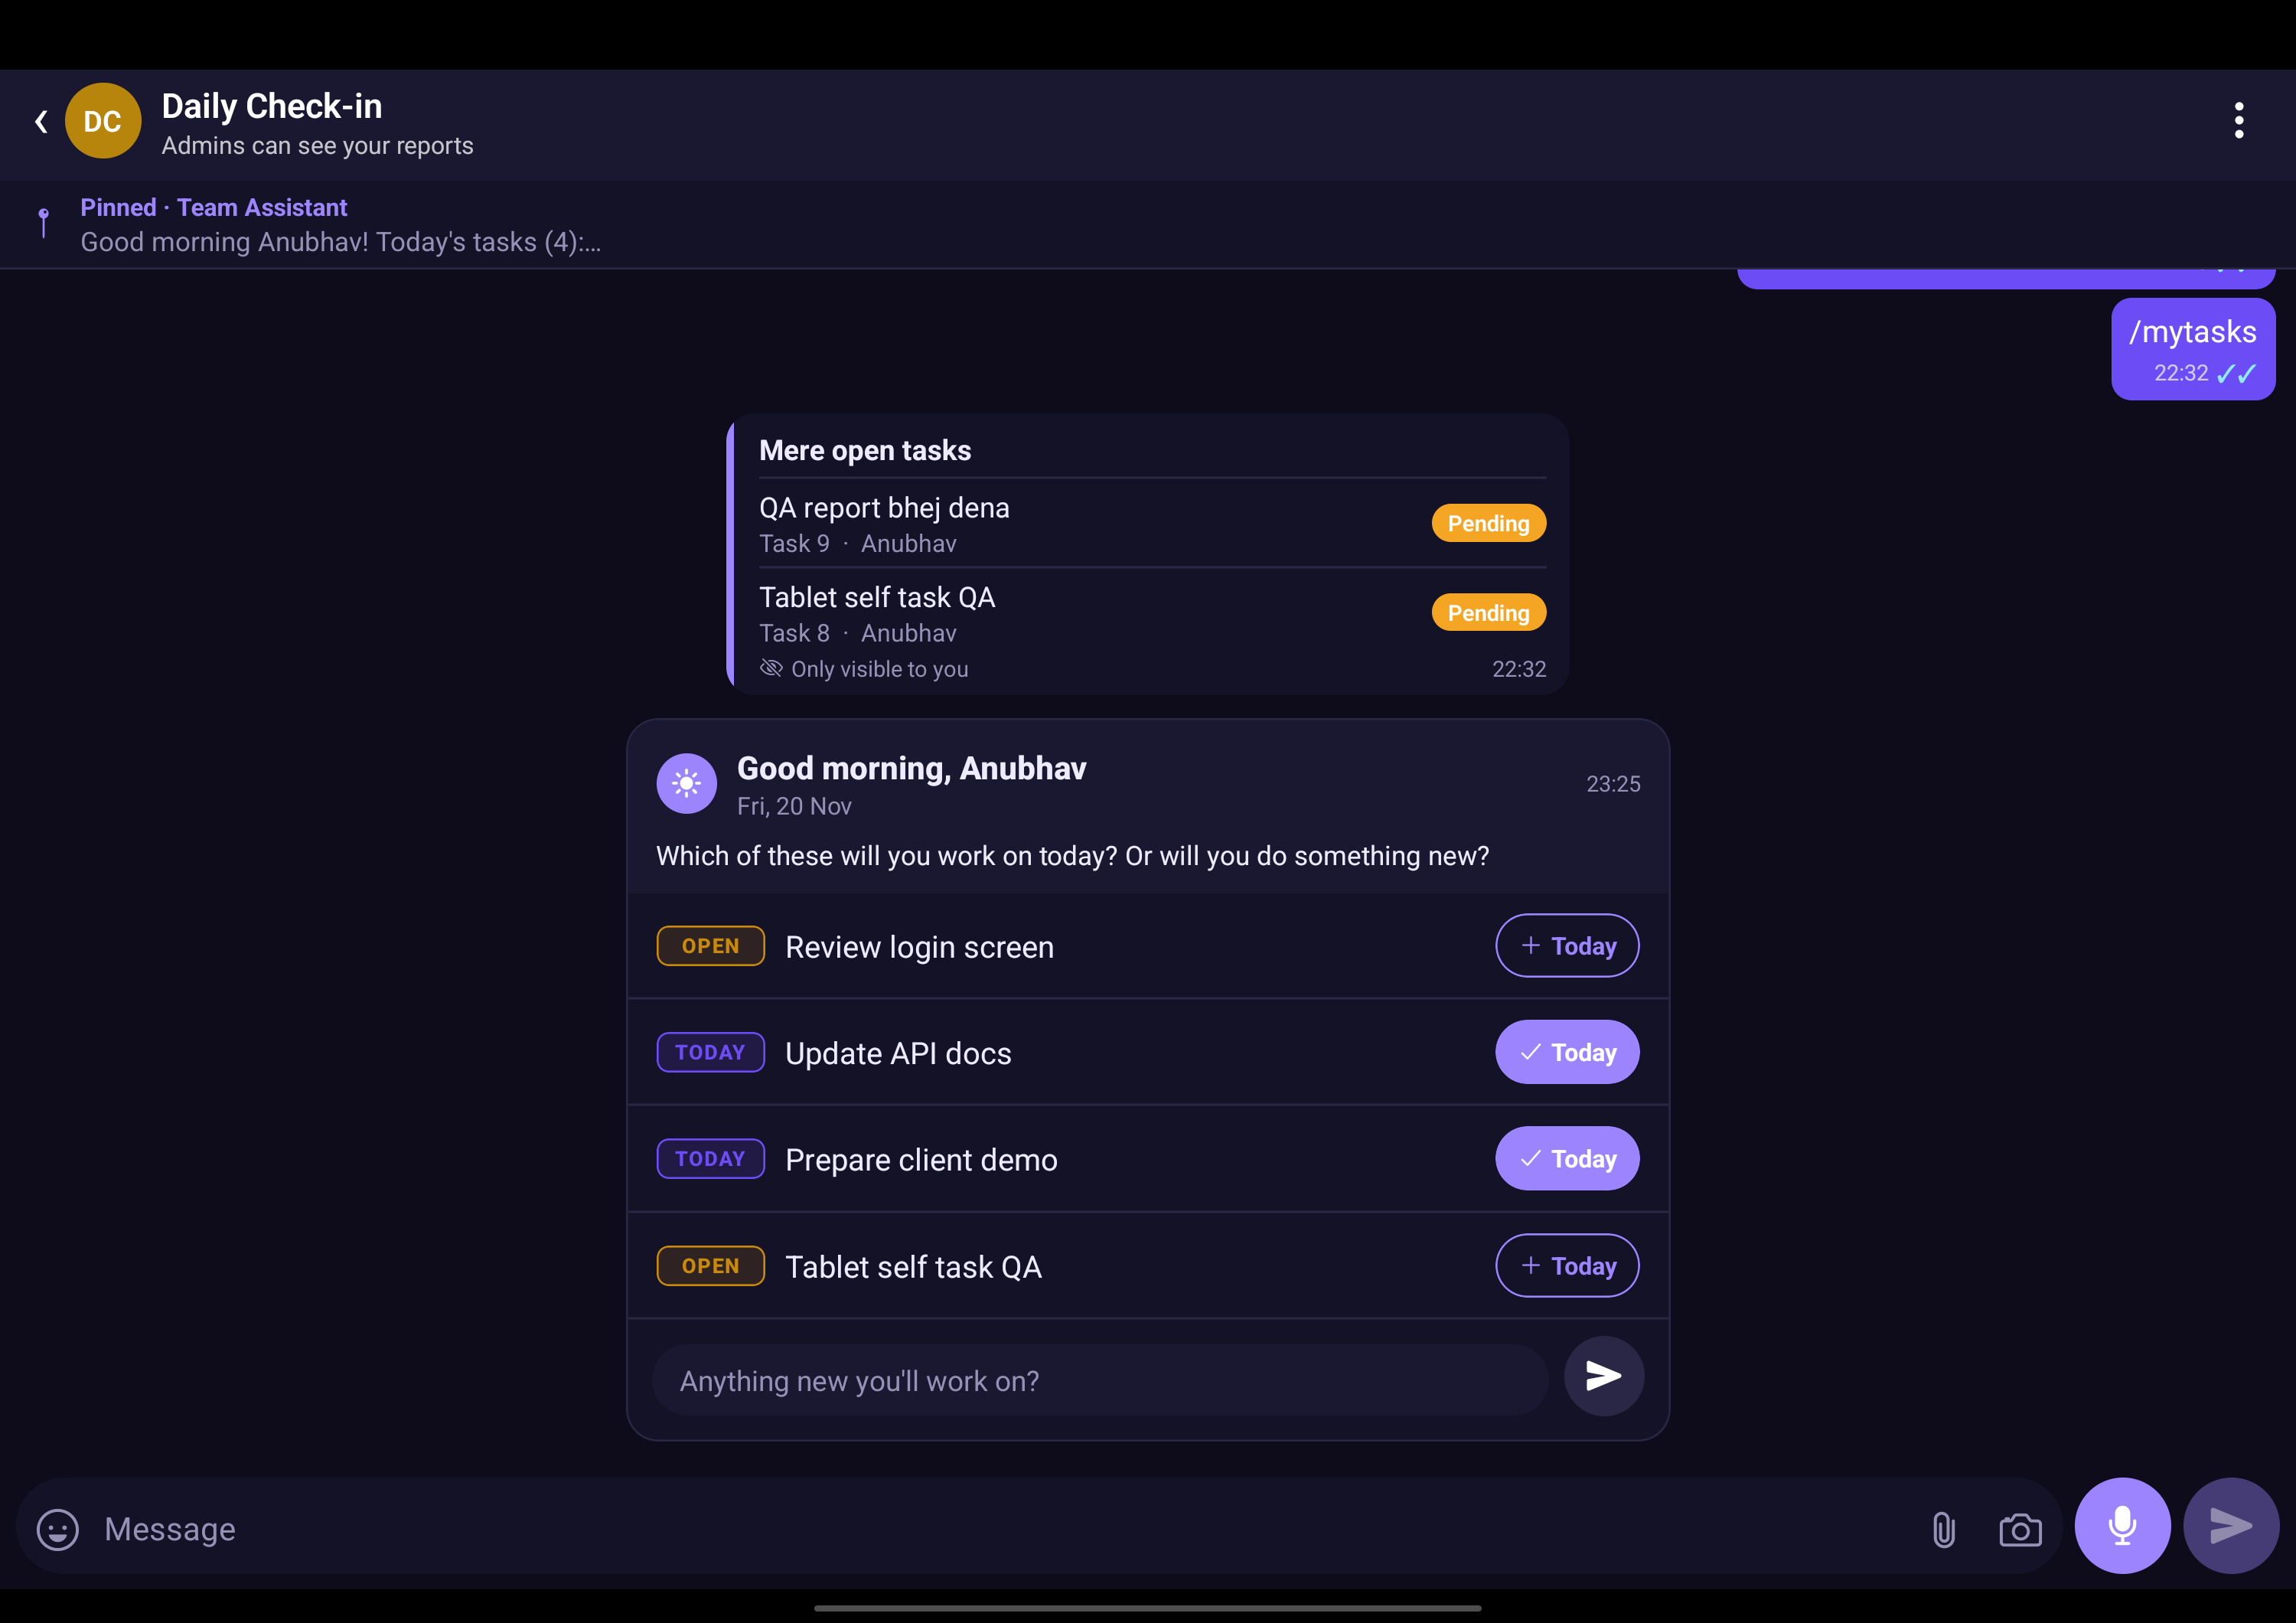 DC
Daily Check-in
Admins can see your reports
Pinned · Team Assistant
Good morning Anubhav! Today's tasks (4):...
/mytasks
22:32
Mere open tasks
QA report bhej dena
Task 9 · Anubhav
Pending
Tablet self task QA
Task 8 · Anubhav
Pending
Only visible to you
22:32
Good morning, Anubhav
Fri, 20 Nov
23:25
Which of these will you work on today? Or will you do something new?
OPEN Review login screen + Today
TODAY Update API docs ✓ Today
TODAY Prepare client demo ✓ Today
OPEN Tablet self task QA + Today
Anything new you'll work on?
Message